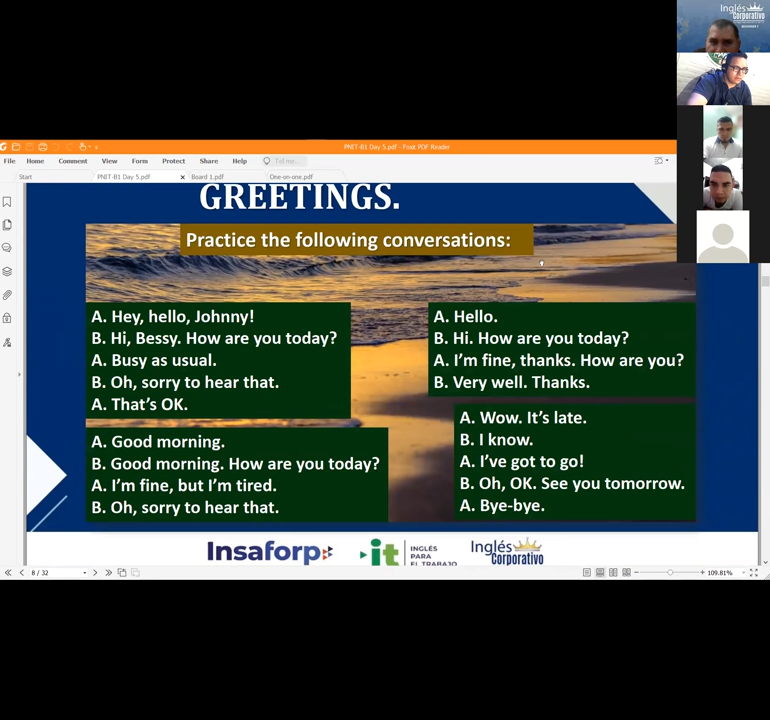 Inglés
Corporativo
BEGINNER 1
PNIT-B1 Day 5.pdf - Foxit PDF Reader
File Home Comment View Form Protect Share Help Tell me...
Start PNIT-B1 Day 5.pdf Board 1.pdf One-on-one.pdf
GREETINGS.
Practice the following conversations:
A. Hey, hello, Johnny!
B. Hi, Bessy. How are you today?
A. Busy as usual.
B. Oh, sorry to hear that.
A. That's OK.
A. Hello.
B. Hi. How are you today?
A. I'm fine, thanks. How are you?
B. Very well. Thanks.
A. Good morning.
B. Good morning. How are you today?
A. I'm fine, but I'm tired.
B. Oh, sorry to hear that.
A. Wow. It's late.
B. I know.
A. I've got to go!
B. Oh, OK. See you tomorrow.
A. Bye-bye.
Insaforp
it
INGLÉS
PARA
EL TRABAJO
Inglés
Corporativo
8 / 32
109.81%